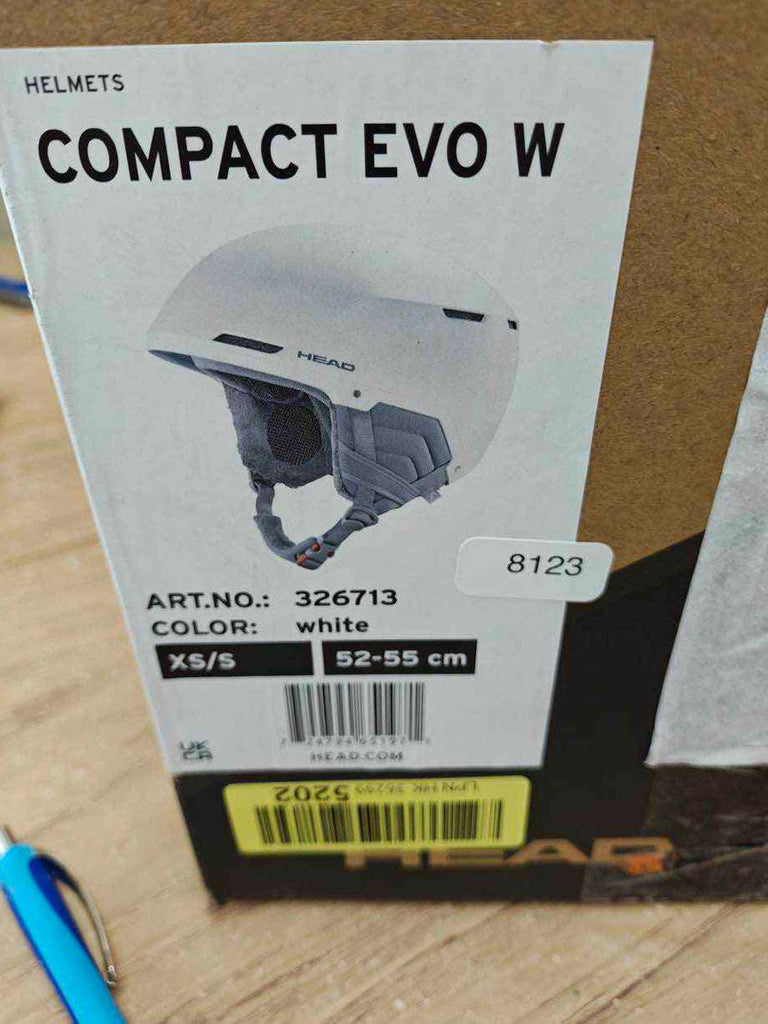 HELMETS
COMPACT EVO W
HEAD
8123
ART.NO.: 326713
COLOR: white
XS/S 52-55 cm
UK
CA
HEAD.COM
5202
HEAD